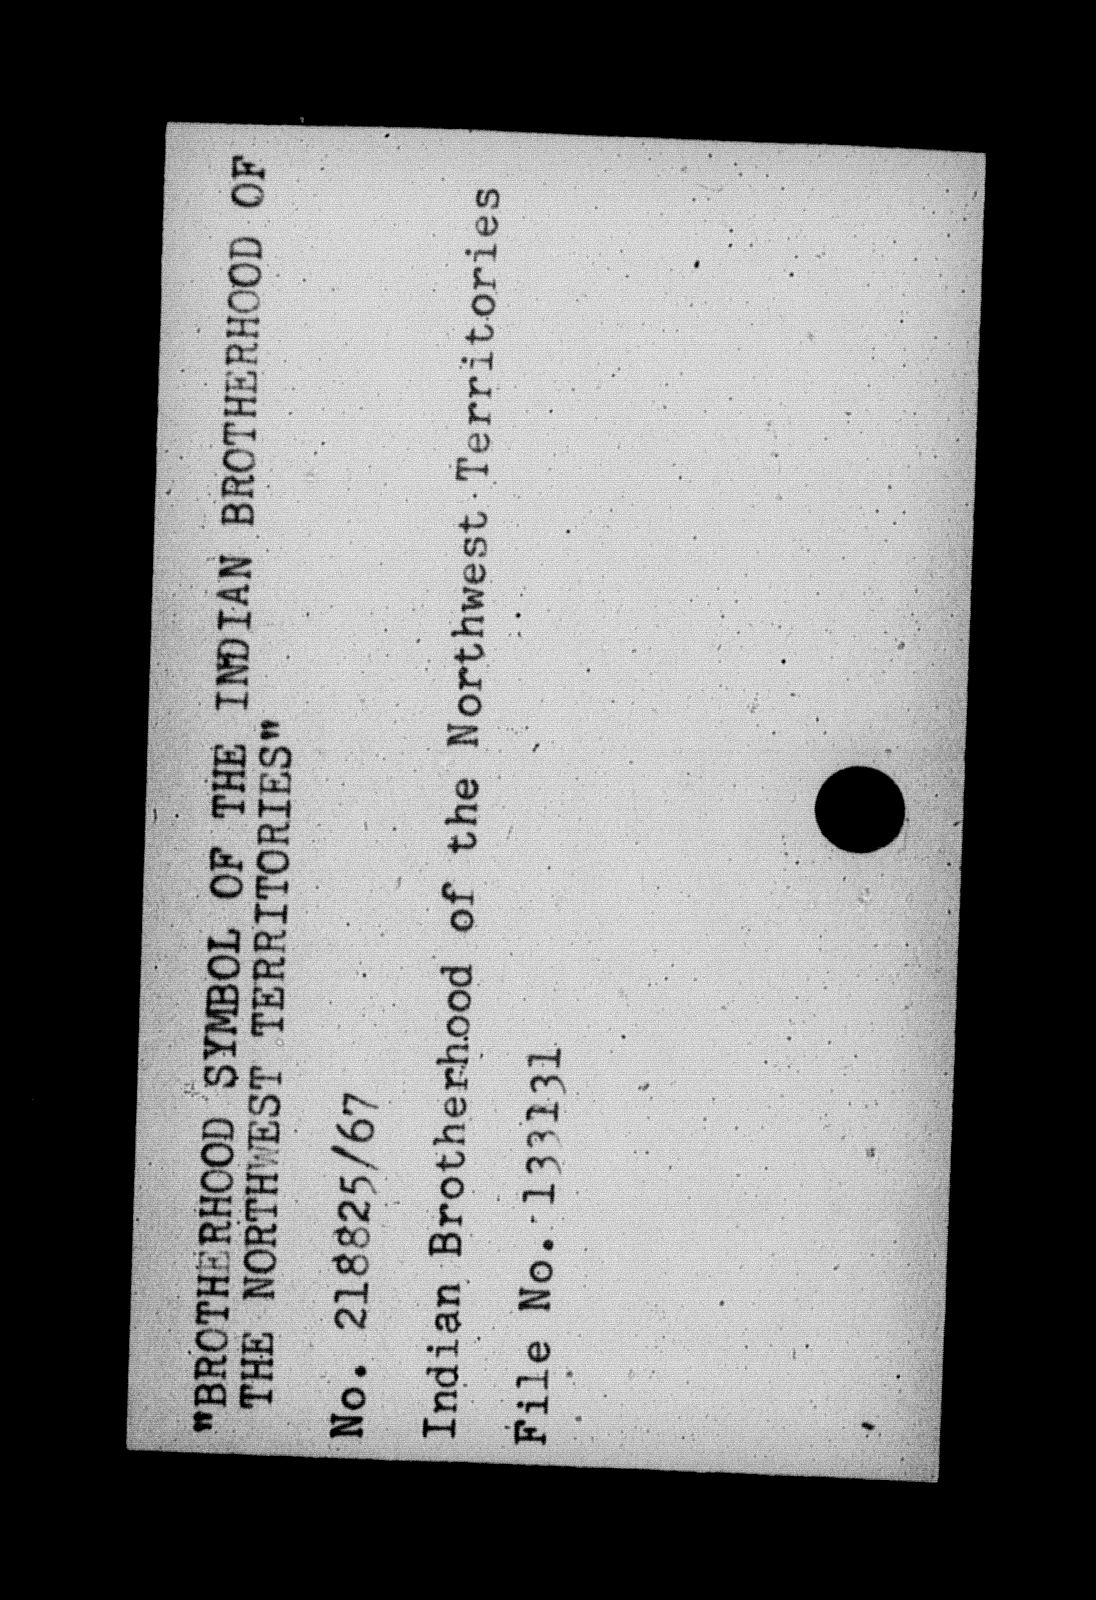 "BROTHERHOOD SYMBOL OF THE INDIAN BROTHERHOOD OF
THE NORTHWEST TERRITORIES"
No. 218825/67
Indian Brotherhood of the Northwest Territories
File No. 133131